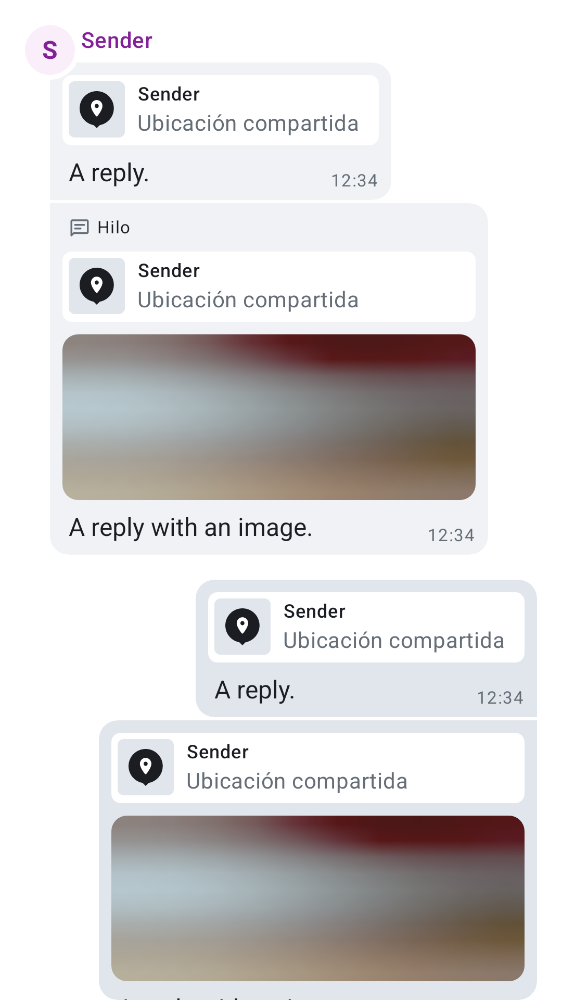 S
Sender
Sender
Ubicación compartida
A reply.
12:34
Hilo
Sender
Ubicación compartida
A reply with an image.
12:34
Sender
Ubicación compartida
A reply.
12:34
Sender
Ubicación compartida